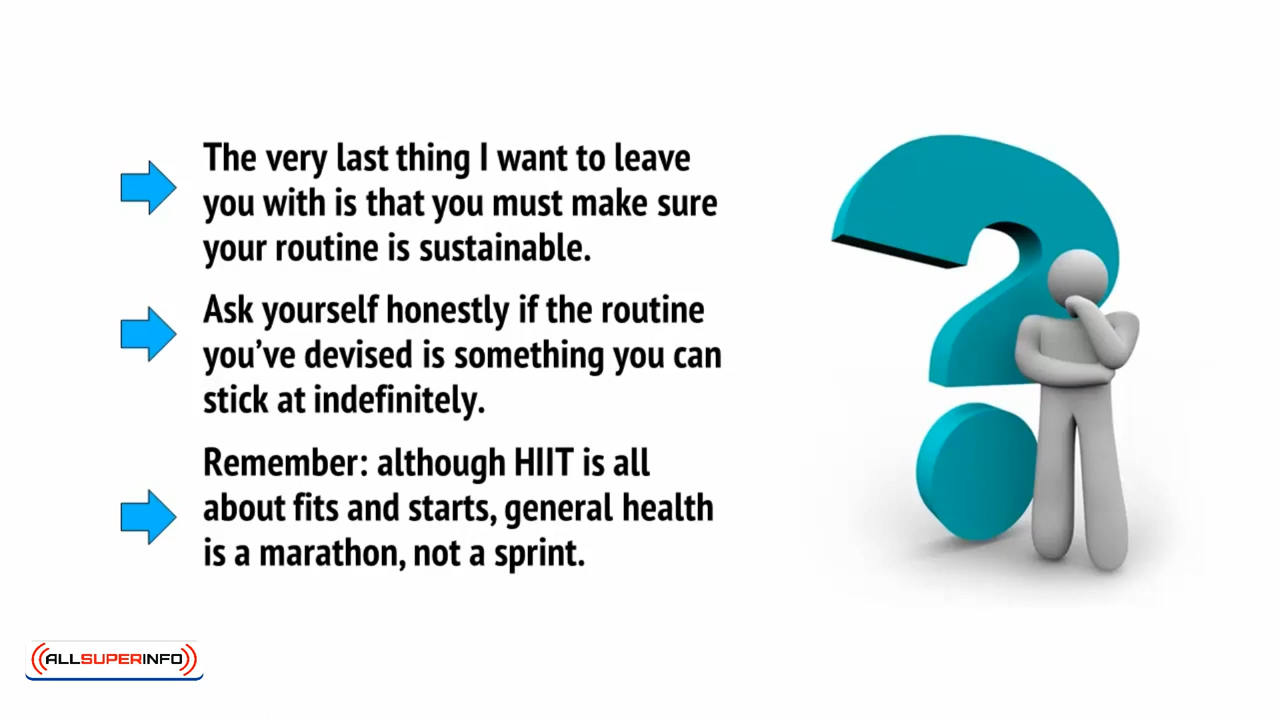 The very last thing I want to leave
you with is that you must make sure
your routine is sustainable.
Ask yourself honestly if the routine
you’ve devised is something you can
stick at indefinitely.
Remember: although HIIT is all
about fits and starts, general health
is a marathon, not a sprint.
ALLSUPERINFO